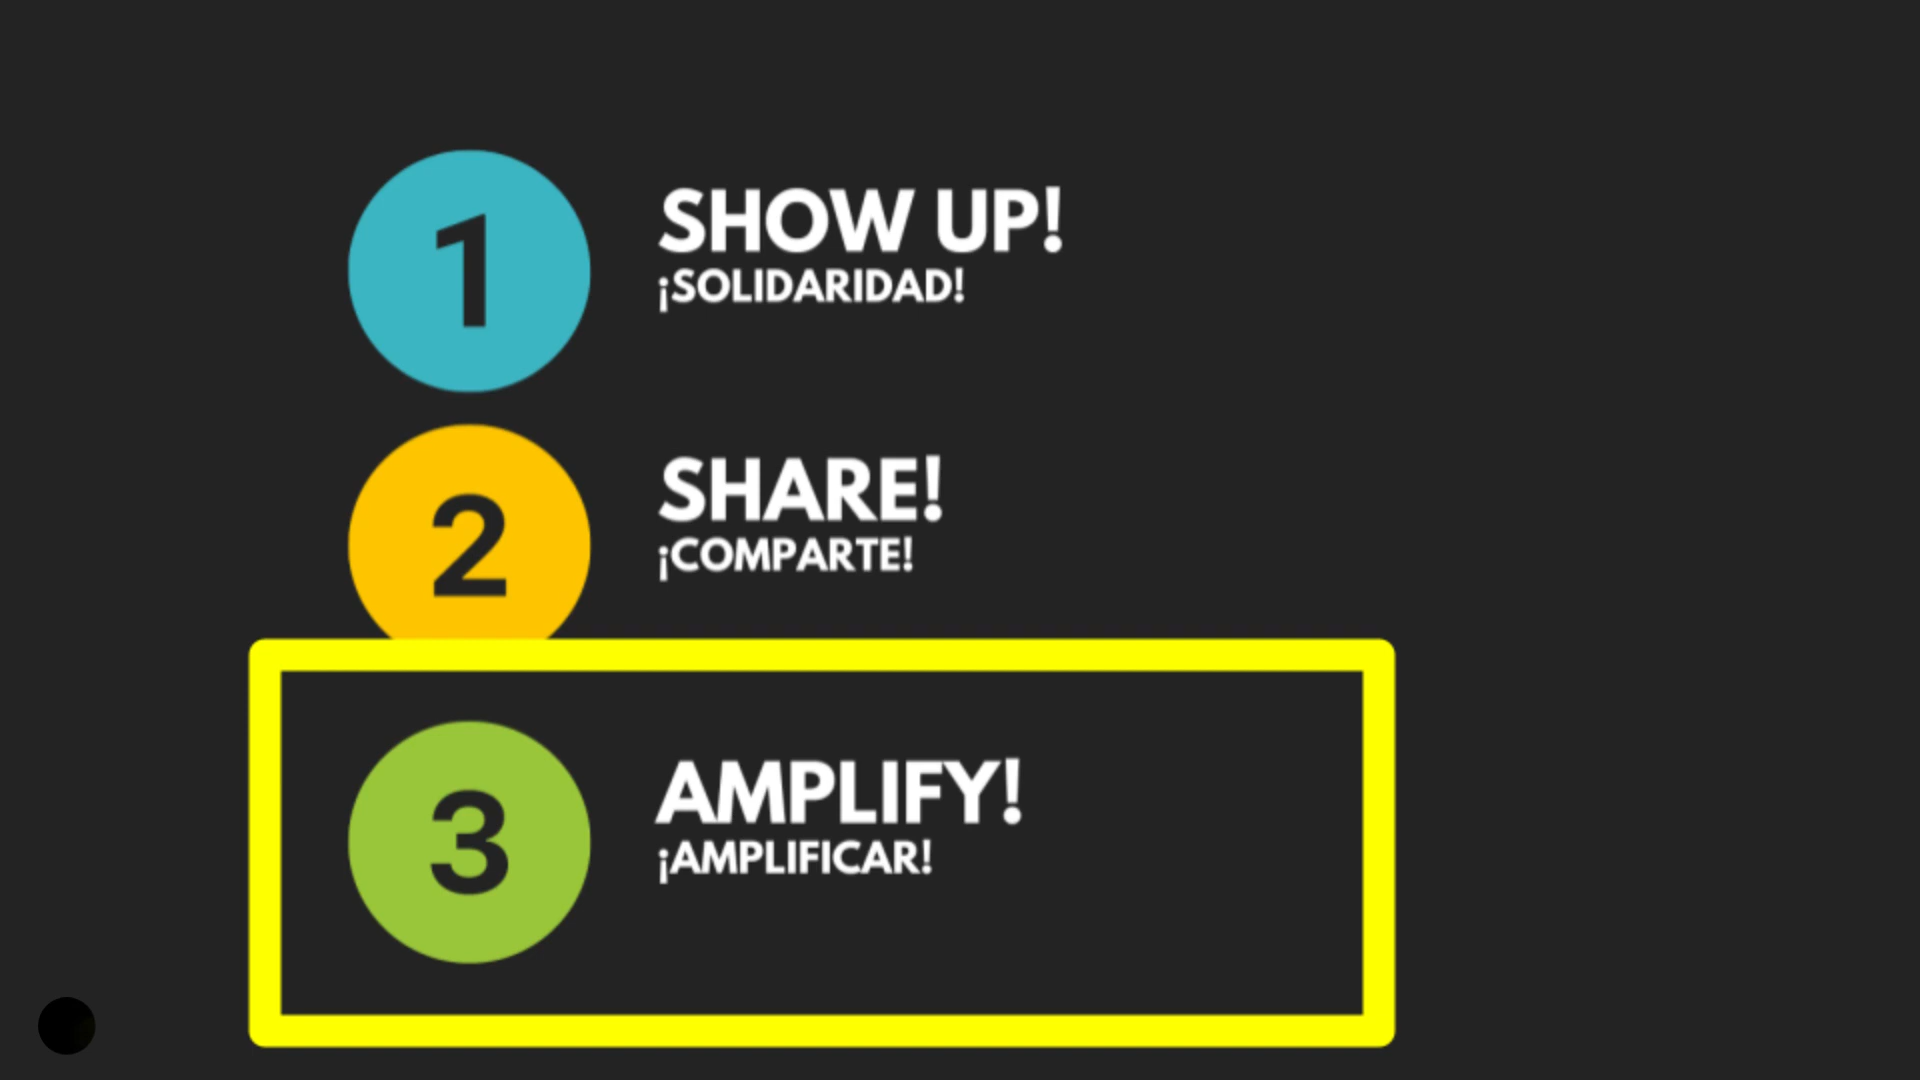 1
SHOW UP!
¡SOLIDARIDAD!
2
SHARE!
¡COMPARTE!
3
AMPLIFY!
¡AMPLIFICAR!